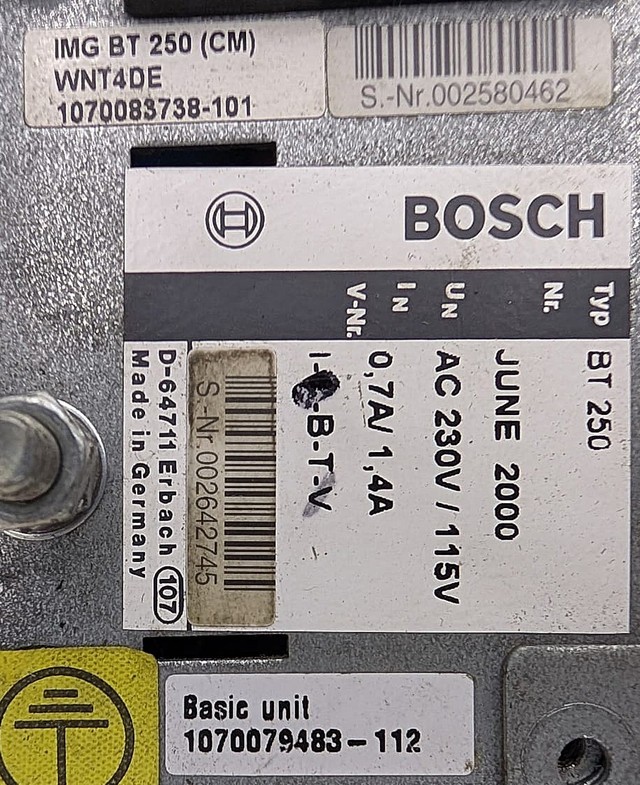 IMG BT 250 (CM)
WNT4DE
1070083738-101
S.-Nr.002580462
BOSCH
Typ BT 250
Nr.
JUNE 2000
UN AC 230V / 115V
IN 0,7A/ 1,4A
V-Nr. I- -B-T-V
S.-Nr.002642745
D-64711 Erbach 107
Made in Germany
Basic unit
1070079483-112